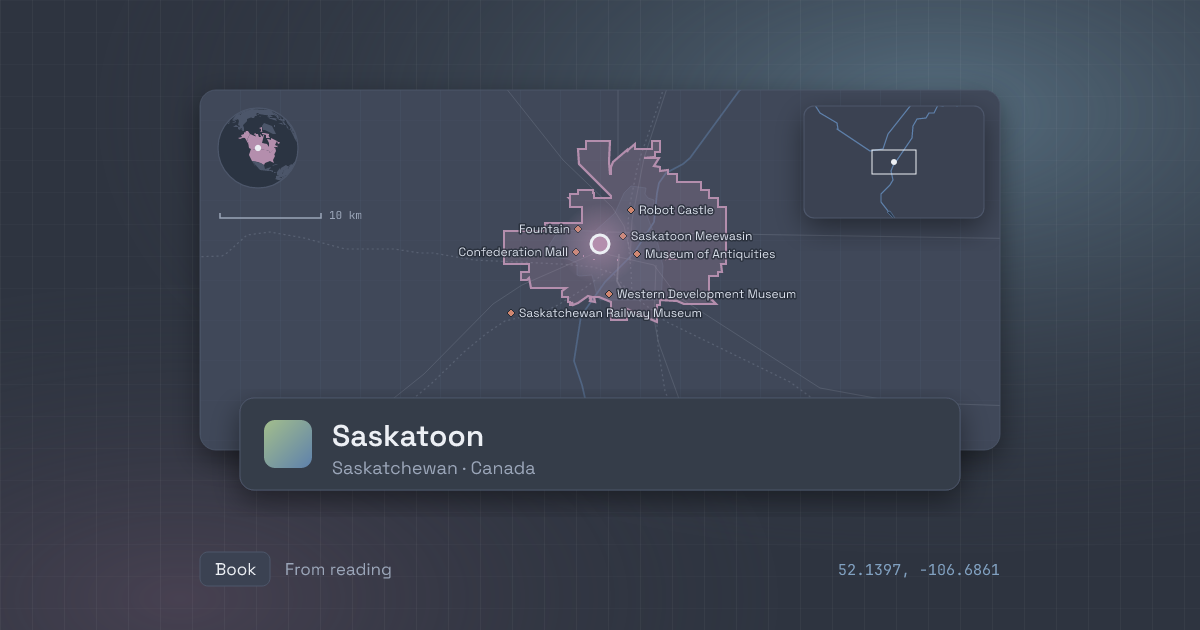 10 km
Robot Castle
Fountain
Saskatoon Meewasin
Confederation Mall
Museum of Antiquities
Western Development Museum
Saskatchewan Railway Museum
Saskatoon
Saskatchewan · Canada
Book
From reading
52.1397, -106.6861